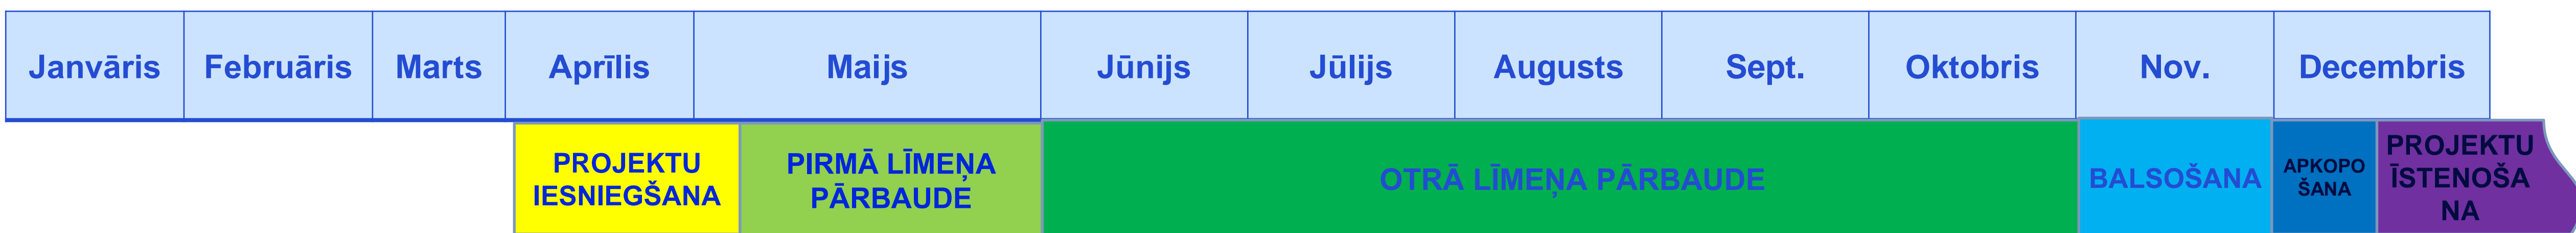 Janvāris Februāris Marts Aprīlis Maijs Jūnijs Jūlijs Augusts Sept. Oktobris Nov. Decembris
PROJEKTU
IESNIEGŠANA
PIRMĀ LĪMEŅA
PĀRBAUDE
OTRĀ LĪMEŅA PĀRBAUDE
BALSOŠANA
APKOPO
ŠANA
PROJEKTU
ĪSTENOŠA
NA